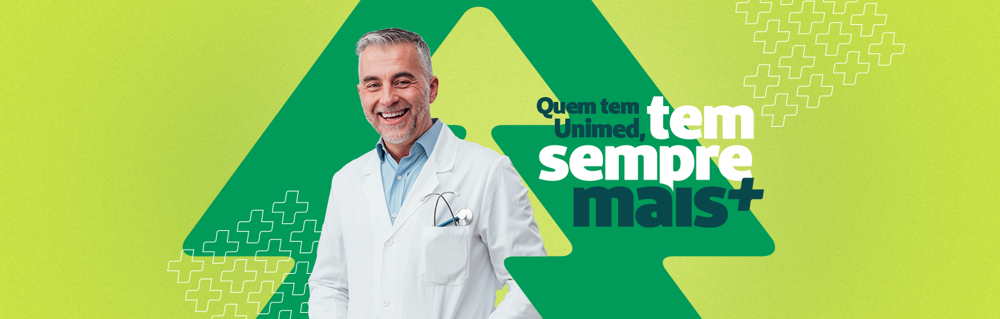 Quem tem
Unimed, tem
sempre
mais+